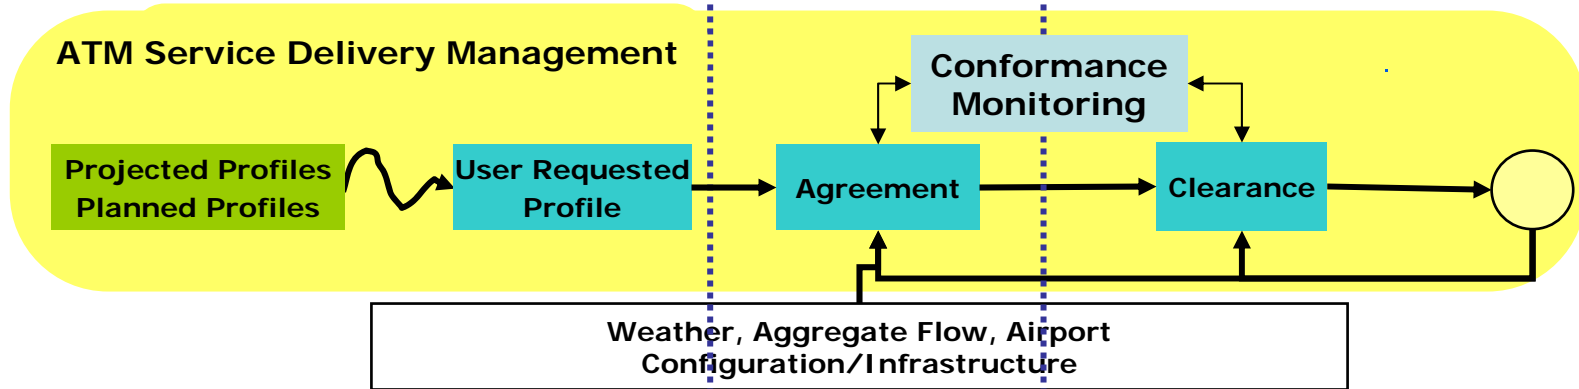 ATM Service Delivery Management
Conformance
Monitoring
Projected Profiles
Planned Profiles
User Requested
Profile
Agreement
Clearance
Weather, Aggregate Flow, Airport
Configuration/Infrastructure